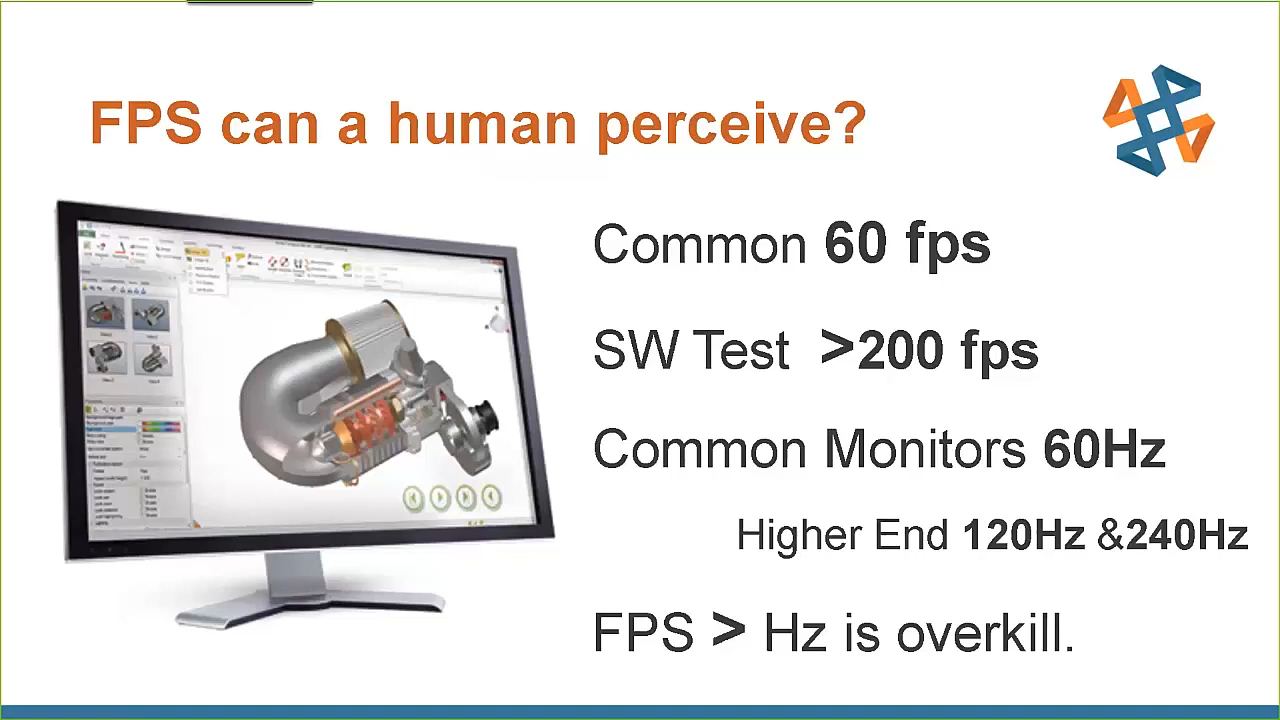 FPS can a human perceive?
Common 60 fps
SW Test >200 fps
Common Monitors 60Hz
Higher End 120Hz &240Hz
FPS > Hz is overkill.